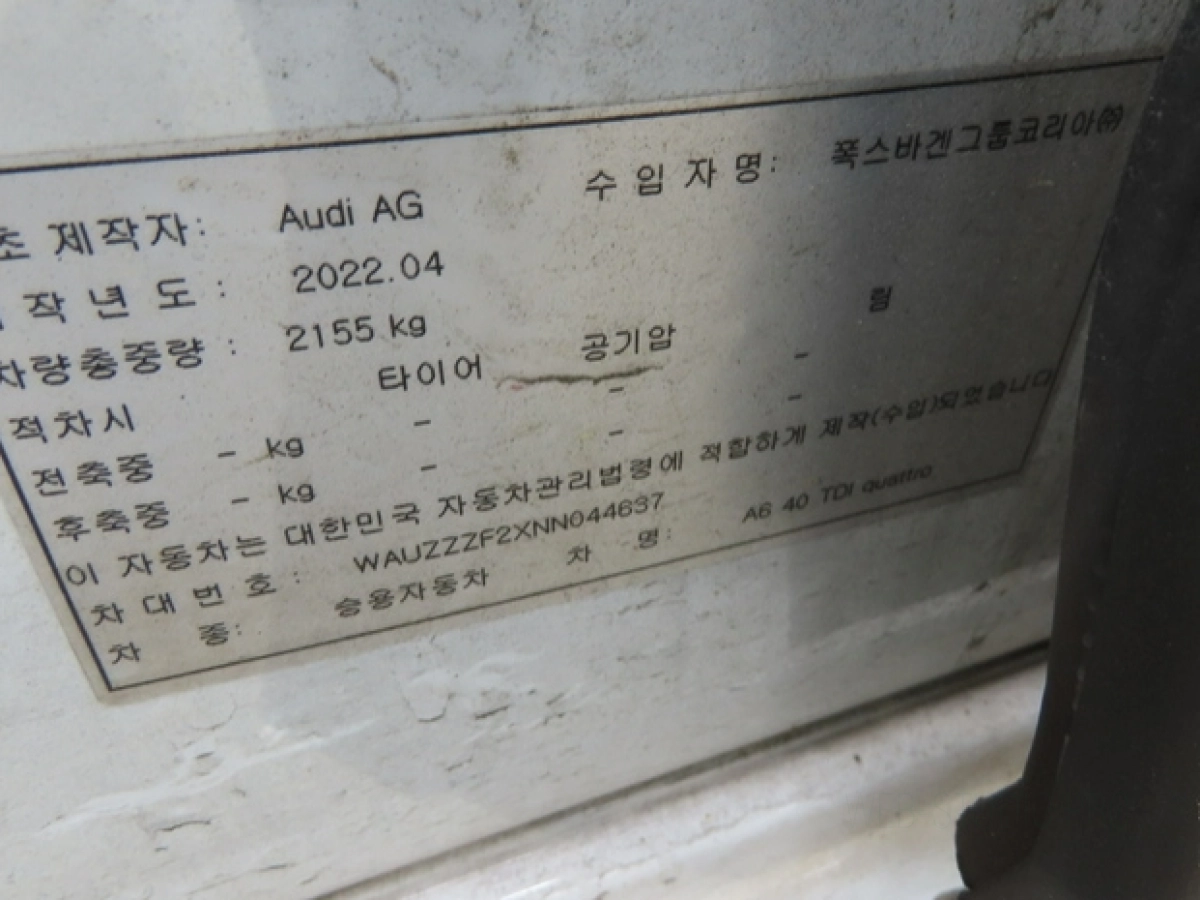 초 제작자: Audi AG 수 입 자 명: 폭스바겐그룹코리아㈜
작 년 도 : 2022.04
차량총중량 : 2155 kg
적차시 타이어 공기압 림
전축중 - kg - - -
후축중 - kg - - -
이 자동차는 대한민국 자동차관리법령에 적합하게 제작(수입)되었습니다
차 대 번 호 : WAUZZZF2XNN044637
차 종: 승용자동차 차 명: A6 40 TDI quattro